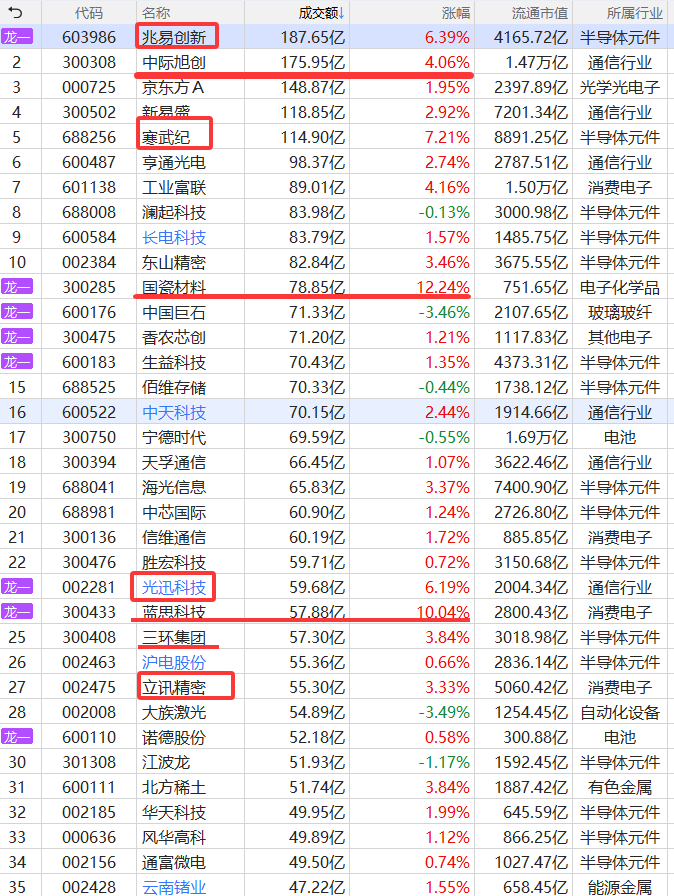 代码 名称 成交额↓ 涨幅 流通市值 所属行业
龙一 603986 兆易创新 187.65亿 6.39% 4165.72亿 半导体元件
2 300308 中际旭创 175.95亿 4.06% 1.47万亿 通信行业
3 000725 京东方Ａ 148.87亿 1.95% 2397.89亿 光学光电子
4 300502 新易盛 118.85亿 2.92% 7201.34亿 通信行业
5 688256 寒武纪 114.90亿 7.21% 8891.25亿 半导体元件
6 600487 亨通光电 98.37亿 2.74% 2787.51亿 通信行业
7 601138 工业富联 89.01亿 4.16% 1.50万亿 消费电子
8 688008 澜起科技 83.98亿 -0.13% 3000.98亿 半导体元件
9 600584 长电科技 83.79亿 1.57% 1485.75亿 半导体元件
10 002384 东山精密 82.84亿 3.46% 3675.55亿 半导体元件
龙一 300285 国瓷材料 78.85亿 12.24% 751.65亿 电子化学品
龙一 600176 中国巨石 71.33亿 -3.46% 2107.65亿 玻璃玻纤
龙一 300475 香农芯创 71.20亿 1.21% 1117.83亿 其他电子
龙一 600183 生益科技 70.43亿 1.35% 4373.31亿 半导体元件
15 688525 佰维存储 70.33亿 -0.44% 1738.12亿 半导体元件
16 600522 中天科技 70.15亿 2.44% 1914.66亿 通信行业
17 300750 宁德时代 69.59亿 -0.55% 1.69万亿 电池
18 300394 天孚通信 66.45亿 1.07% 3622.46亿 通信行业
19 688041 海光信息 65.83亿 3.37% 7400.90亿 半导体元件
20 688981 中芯国际 60.90亿 1.24% 2726.80亿 半导体元件
21 300136 信维通信 60.19亿 1.72% 885.85亿 消费电子
22 300476 胜宏科技 59.71亿 0.72% 3150.68亿 半导体元件
龙一 002281 光迅科技 59.68亿 6.19% 2004.34亿 通信行业
龙一 300433 蓝思科技 57.88亿 10.04% 2800.43亿 消费电子
25 300408 三环集团 57.30亿 3.84% 3018.98亿 半导体元件
26 002463 沪电股份 55.36亿 0.66% 2836.14亿 半导体元件
27 002475 立讯精密 55.30亿 3.33% 5060.42亿 消费电子
28 002008 大族激光 54.89亿 -3.49% 1254.45亿 自动化设备
龙一 600110 诺德股份 52.18亿 0.58% 300.88亿 电池
30 301308 江波龙 51.93亿 -1.17% 1592.45亿 半导体元件
31 600111 北方稀土 51.74亿 3.84% 1887.42亿 有色金属
32 002185 华天科技 49.95亿 1.99% 645.59亿 半导体元件
33 000636 风华高科 49.89亿 1.12% 866.25亿 半导体元件
34 002156 通富微电 49.50亿 0.74% 1027.47亿 半导体元件
35 002428 云南锗业 47.22亿 1.55% 658.45亿 能源金属